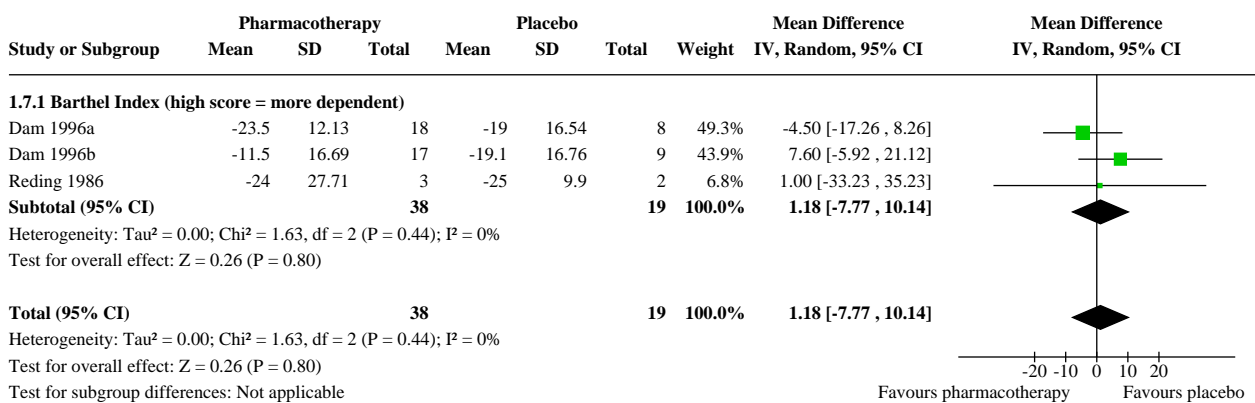 Pharmacotherapy Placebo Mean Difference Mean Difference
Study or Subgroup Mean SD Total Mean SD Total Weight IV, Random, 95% CI IV, Random, 95% CI
1.7.1 Barthel Index (high score = more dependent)
Dam 1996a -23.5 12.13 18 -19 16.54 8 49.3% -4.50 [-17.26 , 8.26]
Dam 1996b -11.5 16.69 17 -19.1 16.76 9 43.9% 7.60 [-5.92 , 21.12]
Reding 1986 -24 27.71 3 -25 9.9 2 6.8% 1.00 [-33.23 , 35.23]
Subtotal (95% CI) 38 19 100.0% 1.18 [-7.77 , 10.14]
Heterogeneity: Tau² = 0.00; Chi² = 1.63, df = 2 (P = 0.44); I² = 0%
Test for overall effect: Z = 0.26 (P = 0.80)
Total (95% CI) 38 19 100.0% 1.18 [-7.77 , 10.14]
Heterogeneity: Tau² = 0.00; Chi² = 1.63, df = 2 (P = 0.44); I² = 0%
Test for overall effect: Z = 0.26 (P = 0.80)
-20 -10 0 10 20
Test for subgroup differences: Not applicable Favours pharmacotherapy Favours placebo